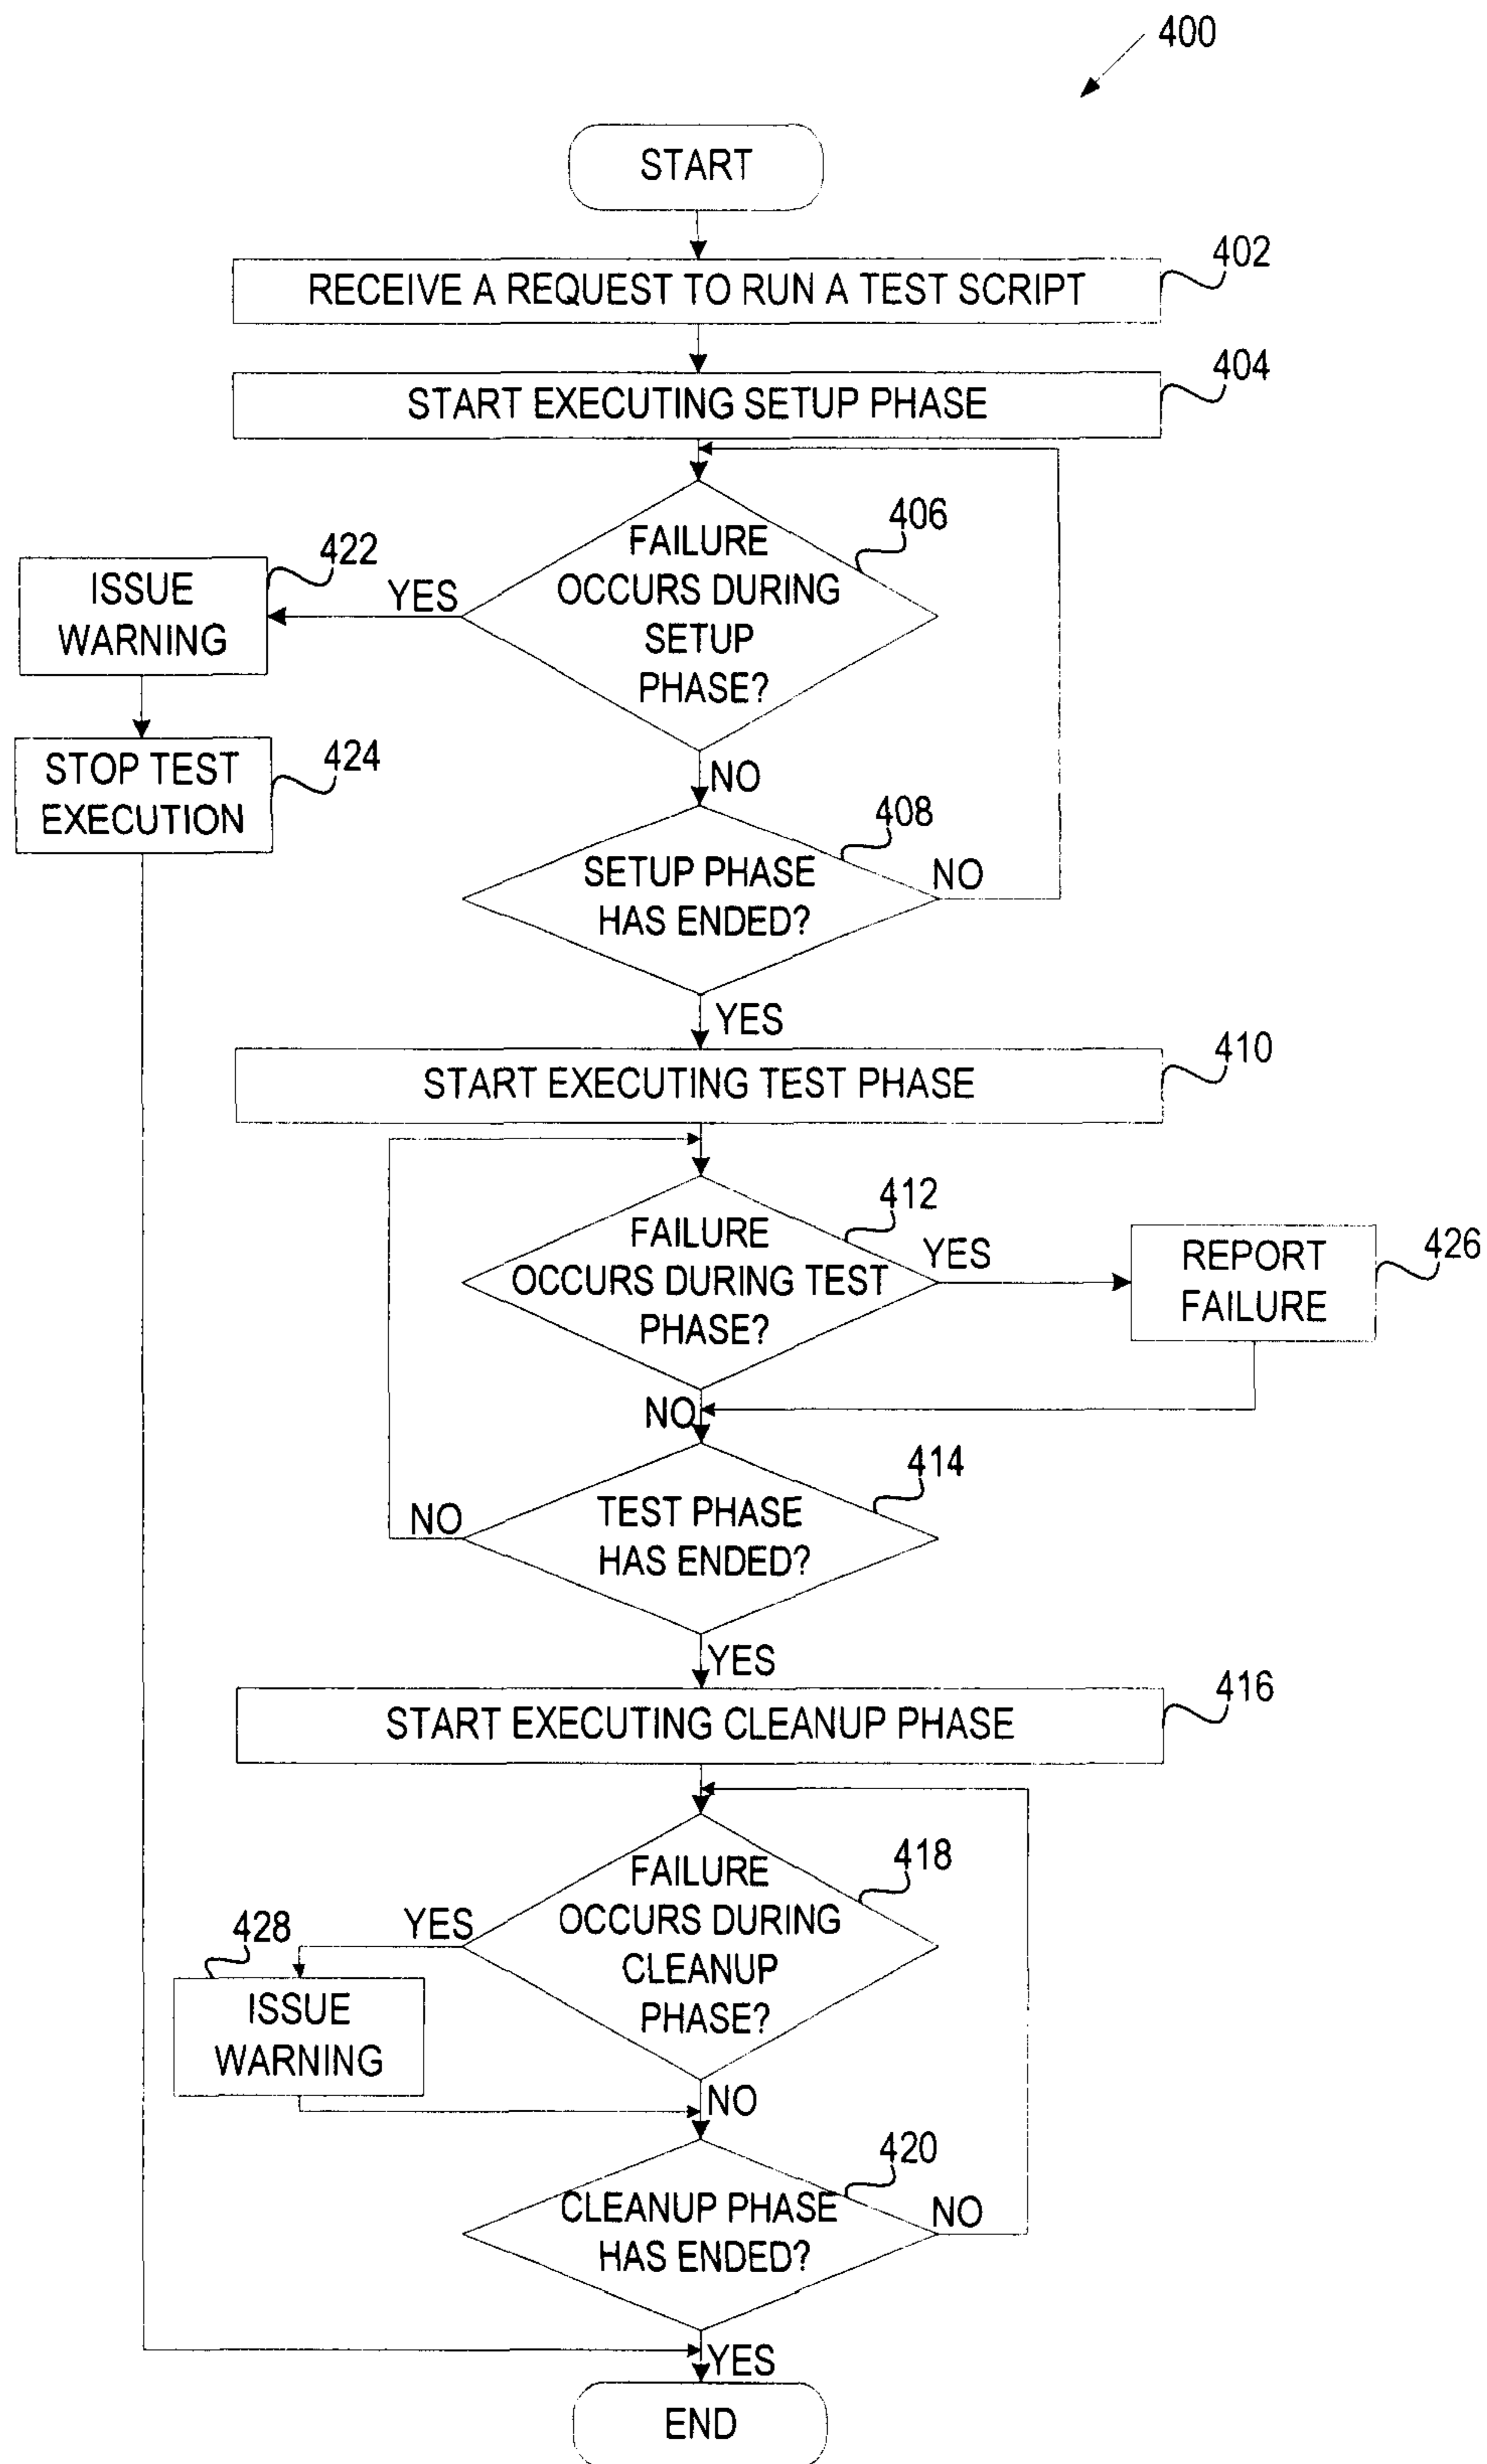 400
START
RECEIVE A REQUEST TO RUN A TEST SCRIPT
402
START EXECUTING SETUP PHASE
404
FAILURE
OCCURS DURING
SETUP
PHASE?
406
YES
ISSUE
WARNING
422
STOP TEST
EXECUTION
424
NO
SETUP PHASE
HAS ENDED?
408
NO
YES
START EXECUTING TEST PHASE
410
FAILURE
OCCURS DURING TEST
PHASE?
412
YES
REPORT
FAILURE
426
NO
TEST PHASE
HAS ENDED?
414
NO
YES
START EXECUTING CLEANUP PHASE
416
FAILURE
OCCURS DURING
CLEANUP
PHASE?
418
YES
428
ISSUE
WARNING
NO
CLEANUP PHASE
HAS ENDED?
420
NO
YES
END